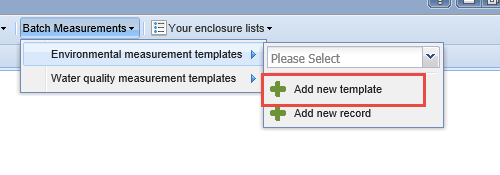 Batch Measurements
Your enclosure lists
Environmental measurement templates
Please Select
Water quality measurement templates
Add new template
Add new record